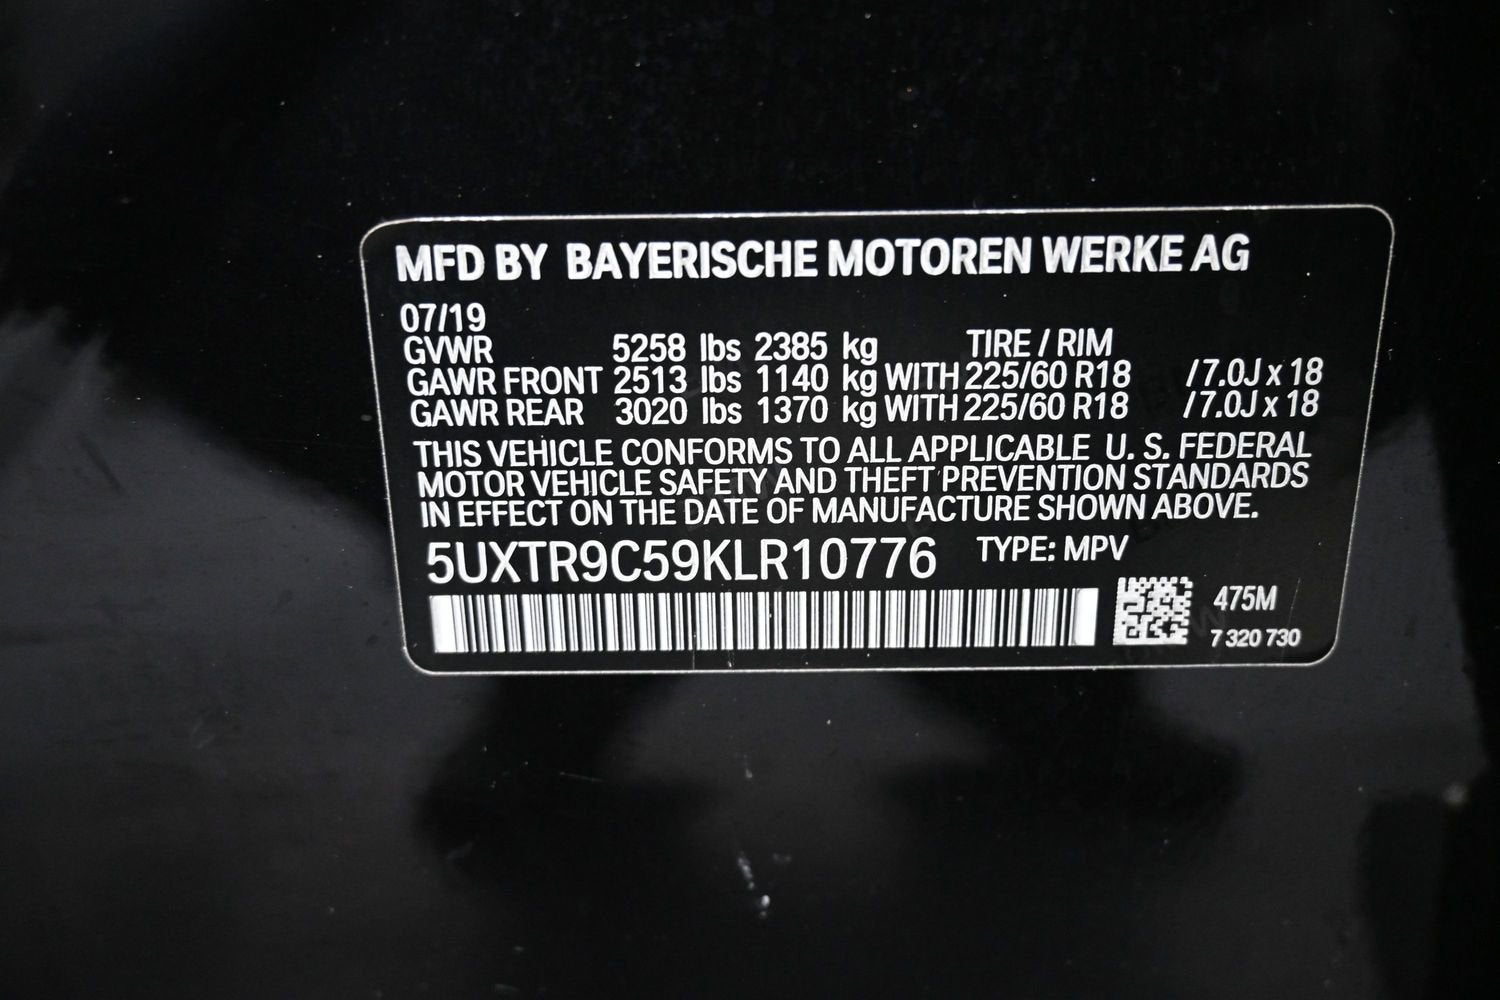 MFD BY BAYERISCHE MOTOREN WERKE AG
07/19
GVWR 5258 lbs 2385 kg TIRE / RIM
GAWR FRONT 2513 lbs 1140 kg WITH 225/60 R18 / 7.0J x 18
GAWR REAR 3020 lbs 1370 kg WITH 225/60 R18 / 7.0J x 18
THIS VEHICLE CONFORMS TO ALL APPLICABLE U. S. FEDERAL
MOTOR VEHICLE SAFETY AND THEFT PREVENTION STANDARDS
IN EFFECT ON THE DATE OF MANUFACTURE SHOWN ABOVE.
5UXTR9C59KLR10776 TYPE: MPV
475M
7 320 730